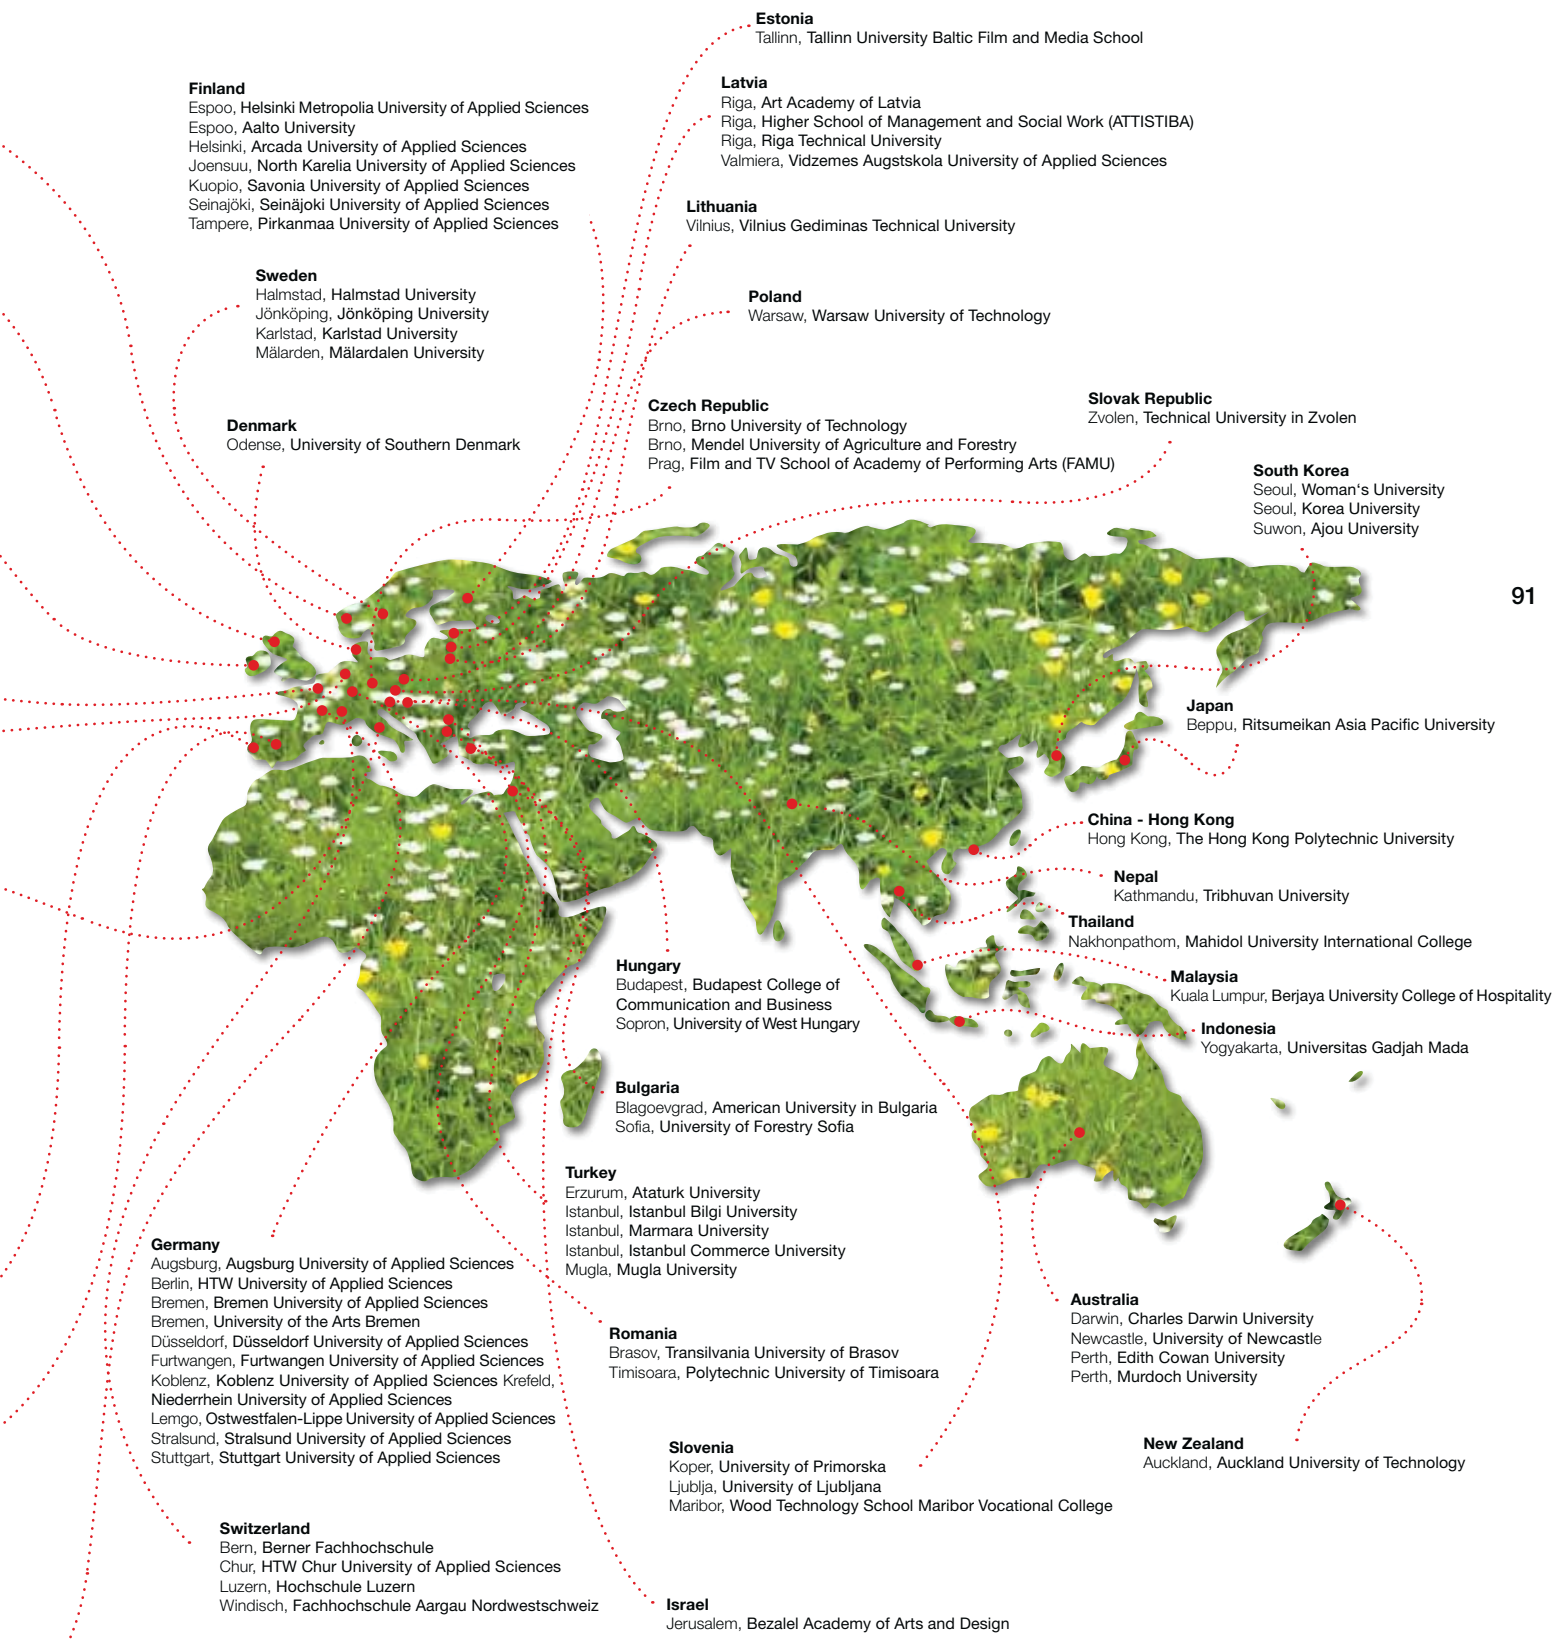 Estonia
Tallinn, Tallinn University Baltic Film and Media School
Finland
Espoo, Helsinki Metropolia University of Applied Sciences
Espoo, Aalto University
Helsinki, Arcada University of Applied Sciences
Joensuu, North Karelia University of Applied Sciences
Kuopio, Savonia University of Applied Sciences
Seinajöki, Seinäjoki University of Applied Sciences
Tampere, Pirkanmaa University of Applied Sciences
Latvia
Riga, Art Academy of Latvia
Riga, Higher School of Management and Social Work (ATTISTIBA)
Riga, Riga Technical University
Valmiera, Vidzemes Augstskola University of Applied Sciences
Lithuania
Vilnius, Vilnius Gediminas Technical University
Sweden
Halmstad, Halmstad University
Jönköping, Jönköping University
Karlstad, Karlstad University
Mälarden, Mälardalen University
Poland
Warsaw, Warsaw University of Technology
Denmark
Odense, University of Southern Denmark
Czech Republic
Brno, Brno University of Technology
Brno, Mendel University of Agriculture and Forestry
Prag, Film and TV School of Academy of Performing Arts (FAMU)
Slovak Republic
Zvolen, Technical University in Zvolen
South Korea
Seoul, Woman‘s University
Seoul, Korea University
Suwon, Ajou University
91
Japan
Beppu, Ritsumeikan Asia Pacific University
China - Hong Kong
Hong Kong, The Hong Kong Polytechnic University
Nepal
Kathmandu, Tribhuvan University
Thailand
Nakhonpathom, Mahidol University International College
Malaysia
Kuala Lumpur, Berjaya University College of Hospitality
Indonesia
Yogyakarta, Universitas Gadjah Mada
Hungary
Budapest, Budapest College of
Communication and Business
Sopron, University of West Hungary
Bulgaria
Blagoevgrad, American University in Bulgaria
Sofia, University of Forestry Sofia
Turkey
Erzurum, Ataturk University
Istanbul, Istanbul Bilgi University
Istanbul, Marmara University
Istanbul, Istanbul Commerce University
Mugla, Mugla University
Germany
Augsburg, Augsburg University of Applied Sciences
Berlin, HTW University of Applied Sciences
Bremen, Bremen University of Applied Sciences
Bremen, University of the Arts Bremen
Düsseldorf, Düsseldorf University of Applied Sciences
Furtwangen, Furtwangen University of Applied Sciences
Koblenz, Koblenz University of Applied Sciences Krefeld,
Niederrhein University of Applied Sciences
Lemgo, Ostwestfalen-Lippe University of Applied Sciences
Stralsund, Stralsund University of Applied Sciences
Stuttgart, Stuttgart University of Applied Sciences
Romania
Brasov, Transilvania University of Brasov
Timisoara, Polytechnic University of Timisoara
Australia
Darwin, Charles Darwin University
Newcastle, University of Newcastle
Perth, Edith Cowan University
Perth, Murdoch University
Slovenia
Koper, University of Primorska
Ljublja, University of Ljubljana
Maribor, Wood Technology School Maribor Vocational College
New Zealand
Auckland, Auckland University of Technology
Switzerland
Bern, Berner Fachhochschule
Chur, HTW Chur University of Applied Sciences
Luzern, Hochschule Luzern
Windisch, Fachhochschule Aargau Nordwestschweiz
Israel
Jerusalem, Bezalel Academy of Arts and Design